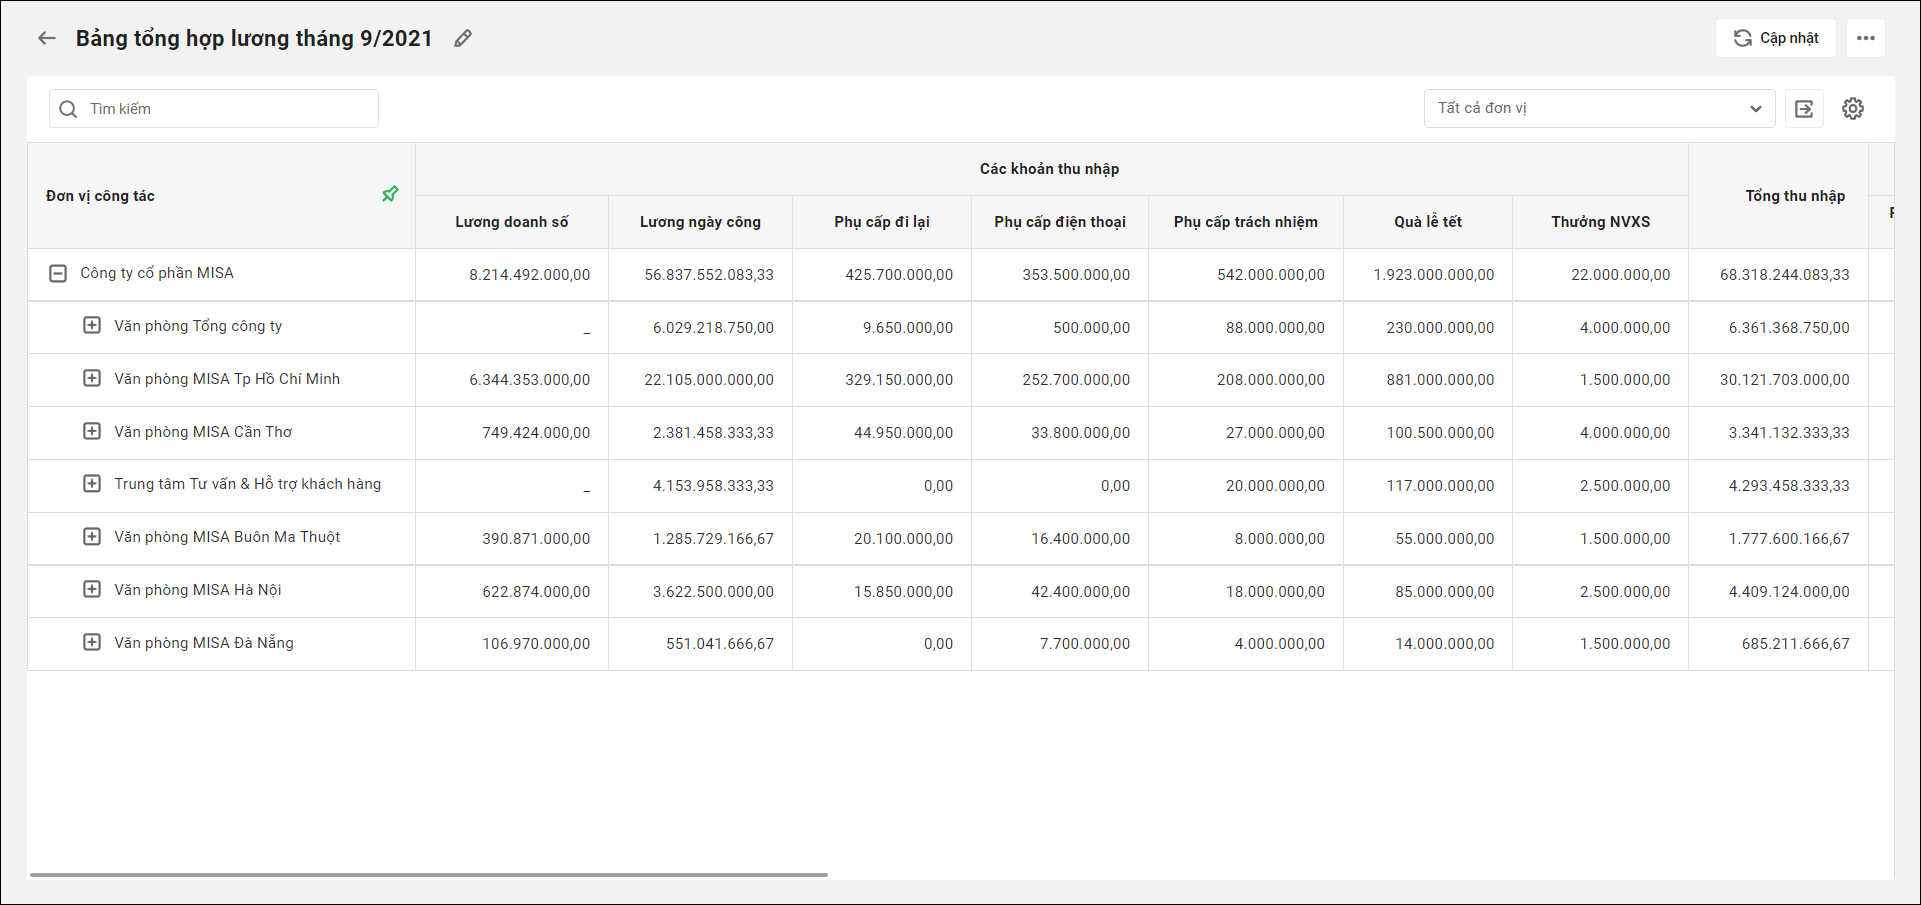 Bảng tổng hợp lương tháng 9/2021
Cập nhật
Tìm kiếm
Tất cả đơn vị
Đơn vị công tác
Các khoản thu nhập
Tổng thu nhập
Lương doanh số Lương ngày công Phụ cấp đi lại Phụ cấp điện thoại Phụ cấp trách nhiệm Quà lễ tết Thưởng NVXS
Công ty cổ phần MISA 8.214.492.000,00 56.837.552.083,33 425.700.000,00 353.500.000,00 542.000.000,00 1.923.000.000,00 22.000.000,00 68.318.244.083,33
Văn phòng Tổng công ty _ 6.029.218.750,00 9.650.000,00 500.000,00 88.000.000,00 230.000.000,00 4.000.000,00 6.361.368.750,00
Văn phòng MISA Tp Hồ Chí Minh 6.344.353.000,00 22.105.000.000,00 329.150.000,00 252.700.000,00 208.000.000,00 881.000.000,00 1.500.000,00 30.121.703.000,00
Văn phòng MISA Cần Thơ 749.424.000,00 2.381.458.333,33 44.950.000,00 33.800.000,00 27.000.000,00 100.500.000,00 4.000.000,00 3.341.132.333,33
Trung tâm Tư vấn & Hỗ trợ khách hàng _ 4.153.958.333,33 0,00 0,00 20.000.000,00 117.000.000,00 2.500.000,00 4.293.458.333,33
Văn phòng MISA Buôn Ma Thuột 390.871.000,00 1.285.729.166,67 20.100.000,00 16.400.000,00 8.000.000,00 55.000.000,00 1.500.000,00 1.777.600.166,67
Văn phòng MISA Hà Nội 622.874.000,00 3.622.500.000,00 15.850.000,00 42.400.000,00 18.000.000,00 85.000.000,00 2.500.000,00 4.409.124.000,00
Văn phòng MISA Đà Nẵng 106.970.000,00 551.041.666,67 0,00 7.700.000,00 4.000.000,00 14.000.000,00 1.500.000,00 685.211.666,67